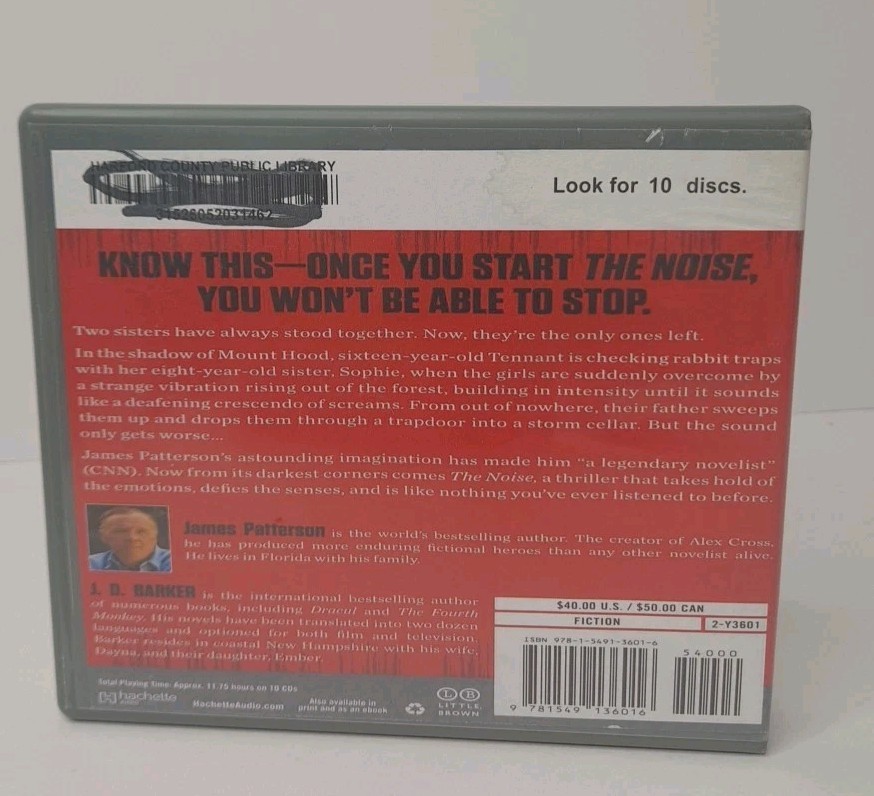 HARFORD COUNTY PUBLIC LIBRARY
31526052031462
Look for 10 discs.
KNOW THIS—ONCE YOU START THE NOISE,
YOU WON'T BE ABLE TO STOP.
Two sisters have always stood together. Now, they're the only ones left.
In the shadow of Mount Hood, sixteen-year-old Tennant is checking rabbit traps
with her eight-year-old sister, Sophie, when the girls are suddenly overcome by
a strange vibration rising out of the forest, building in intensity until it sounds
like a deafening crescendo of screams. From out of nowhere, their father sweeps
them up and drops them through a trapdoor into a storm cellar. But the sound
only gets worse...
James Patterson's astounding imagination has made him "a legendary novelist"
(CNN). Now from its darkest corners comes The Noise, a thriller that takes hold of
the emotions, defies the senses, and is like nothing you've ever listened to before.
James Patterson is the world's bestselling author. The creator of Alex Cross,
he has produced more enduring fictional heroes than any other novelist alive.
He lives in Florida with his family.
J. D. BARKER is the international bestselling author
of numerous books, including Dracul and The Fourth
Monkey. His novels have been translated into two dozen
languages and optioned for both film and television.
Barker resides in coastal New Hampshire with his wife,
Dayna, and their daughter, Ember.
$40.00 U.S. / $50.00 CAN
FICTION 2-Y3601
ISBN 978-1-5491-3601-6
54000
9 781549 136016
Total Playing Time: Approx. 11.75 hours on 10 CDs
hachette
AUDIO
HachetteAudio.com
Also available in
print and as an ebook
L B
LITTLE
BROWN